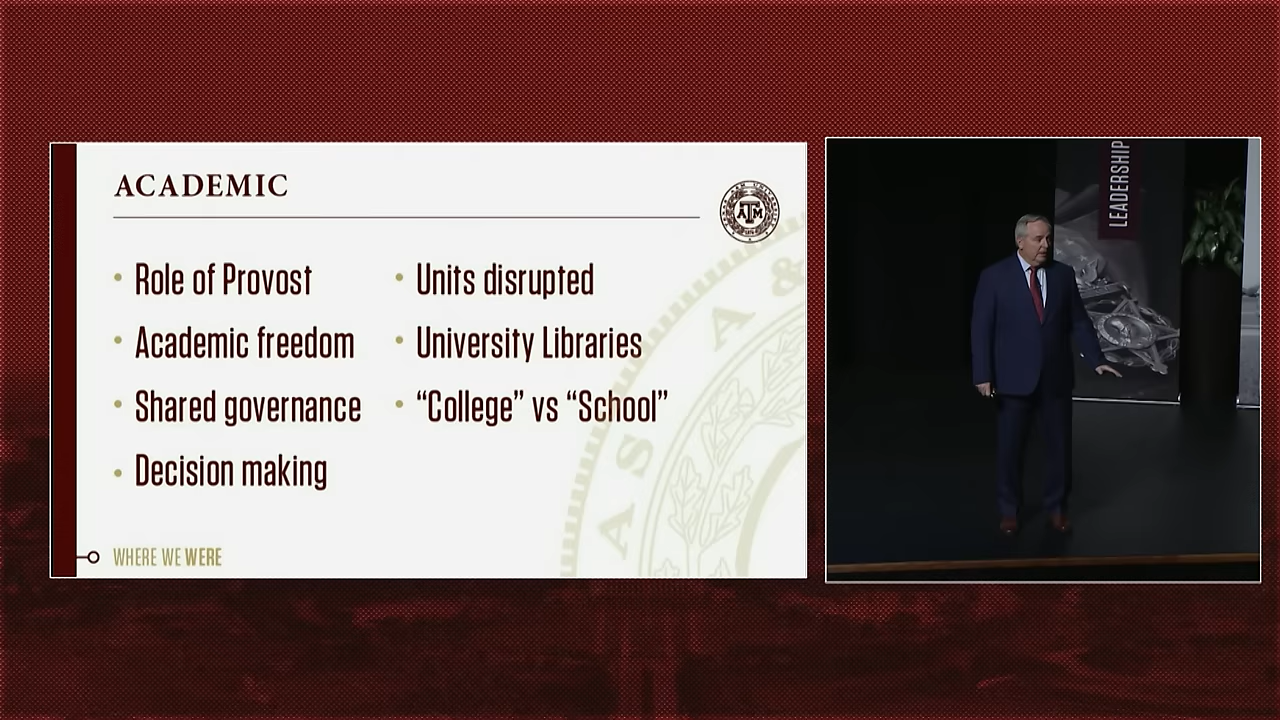 ACADEMIC
ATM
• Role of Provost
• Academic freedom
• Shared governance
• Decision making
• Units disrupted
• University Libraries
• “College” vs “School”
WHERE WE WERE
A &
A
S
A
LEADERSHIP